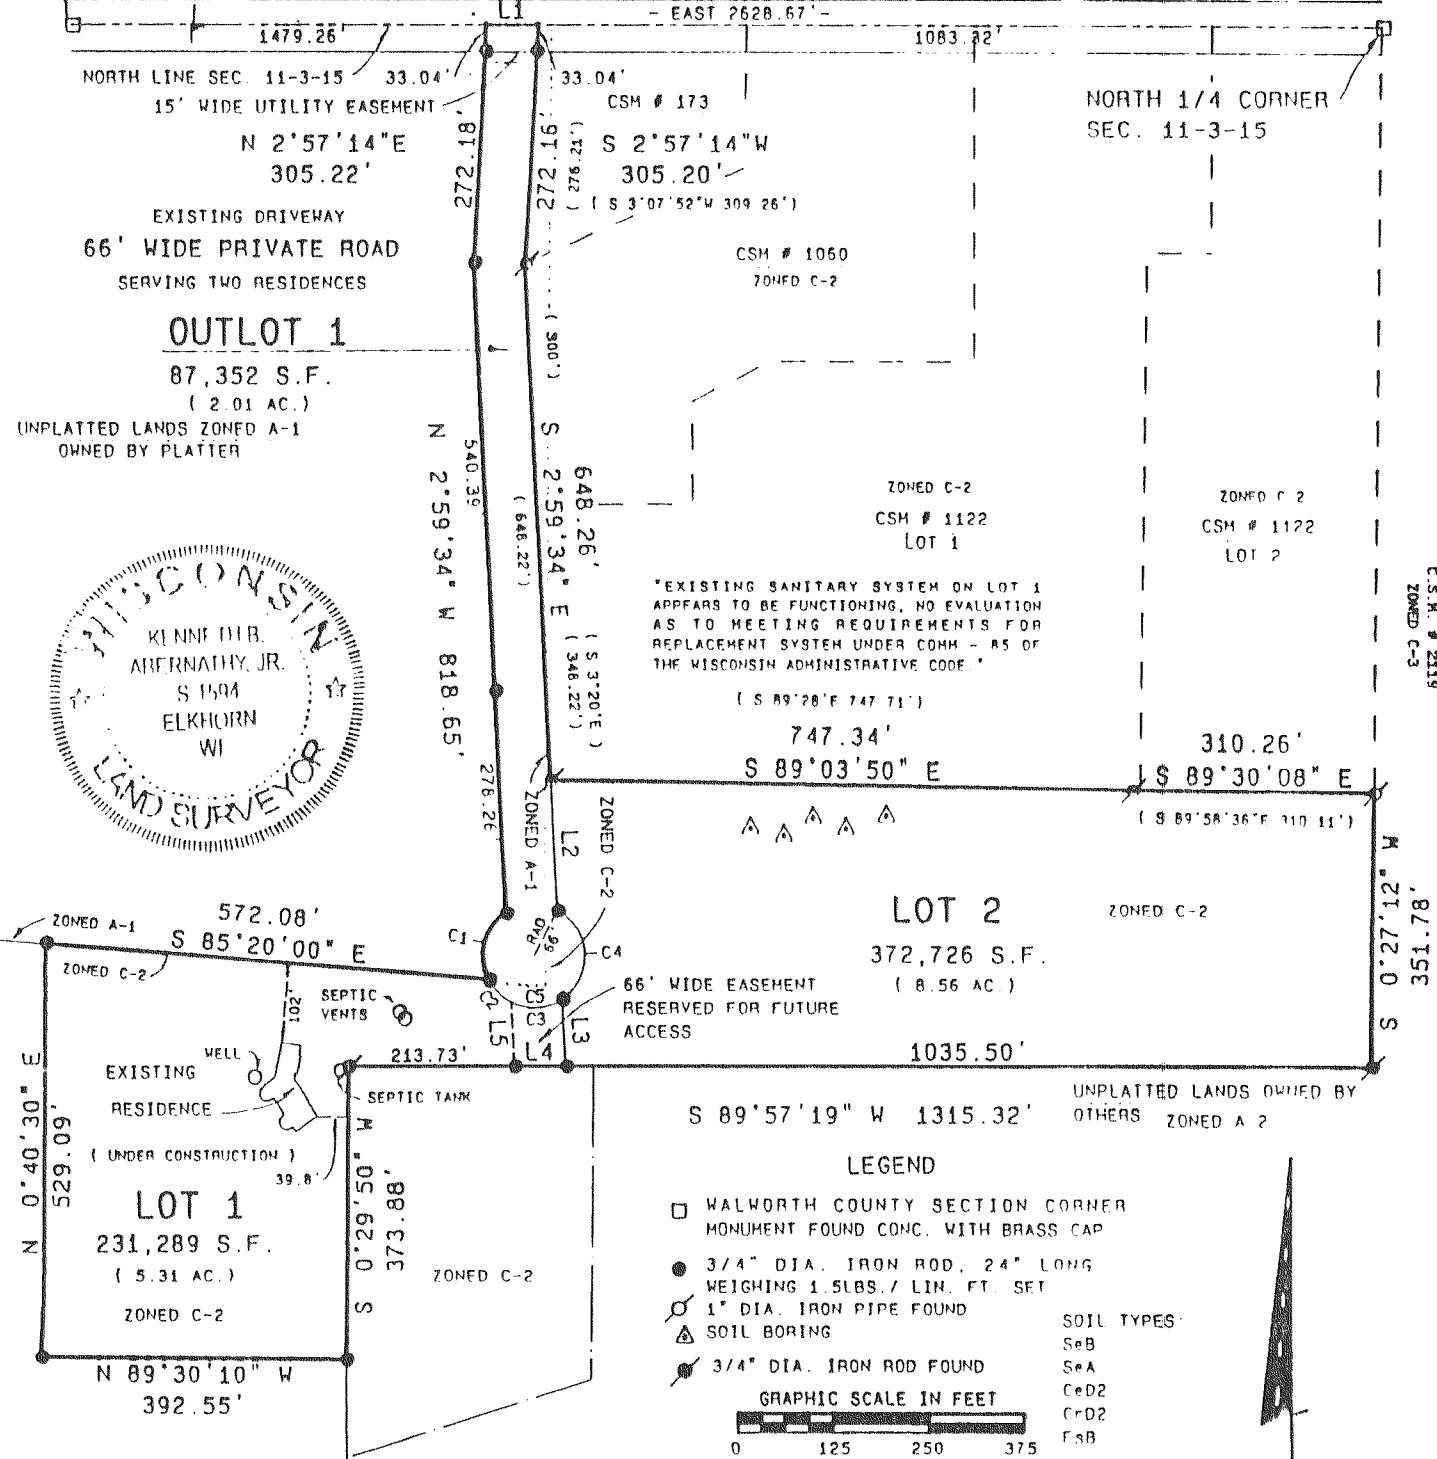 L1
- EAST 2628.67' -
1479.26'
1083.32'
NORTH LINE SEC. 11-3-15
33.04'
33.04'
15' WIDE UTILITY EASEMENT
CSM # 173
NORTH 1/4 CORNER
SEC. 11-3-15
N 2°57'14"E
305.22'
272.18'
272.16'
( 276.21' )
S 2°57'14"W
305.20'
( S 3°07'52"W 309 26')
EXISTING DRIVEWAY
66' WIDE PRIVATE ROAD
SERVING TWO RESIDENCES
CSM # 1060
ZONED C-2
OUTLOT 1
87,352 S.F.
( 2.01 AC.)
UNPLATTED LANDS ZONED A-1
OWNED BY PLATTER
( 300')
N 2°59'34" W 818.65'
540.39
278.26'
S 2°59'34" E
648.26'
( 648.22')
( S 3°20'E )
( 348.22')
ZONED C-2
CSM # 1122
LOT 1
ZONED C 2
CSM # 1122
LOT 2
C.S.M. # 2119
ZONED C-3
"EXISTING SANITARY SYSTEM ON LOT 1
APPEARS TO BE FUNCTIONING, NO EVALUATION
AS TO MEETING REQUIREMENTS FOR
REPLACEMENT SYSTEM UNDER COMM - 85 OF
THE WISCONSIN ADMINISTRATIVE CODE."
WISCONSIN
KENNETH B.
ABERNATHY, JR.
S 1594
ELKHORN
WI
LAND SURVEYOR
( S 89°28'E 747 71')
747.34'
S 89°03'50" E
310.26'
S 89°30'08" E
( S 89°58'36"E 310 11')
ZONED A-1
L2
ZONED C-2
LOT 2
372,726 S.F.
( 8.56 AC.)
ZONED C-2
S 0°27'12" W
351.78'
ZONED A-1
572.08'
S 85°20'00" E
ZONED C-2
C1
RAD
66'
C4
C2
C5
C3
L5
L4
L3
66' WIDE EASEMENT
RESERVED FOR FUTURE
ACCESS
102'
SEPTIC
VENTS
WELL
213.73'
1035.50'
EXISTING
RESIDENCE
SEPTIC TANK
UNPLATTED LANDS OWNED BY
OTHERS ZONED A 2
S 89°57'19" W 1315.32'
( UNDER CONSTRUCTION )
39.8'
N 0°40'30" E
529.09'
LOT 1
231,289 S.F.
( 5.31 AC.)
ZONED C-2
S 0°29'50" W
373.88'
ZONED C-2
N 89°30'10" W
392.55'
LEGEND
WALWORTH COUNTY SECTION CORNER
MONUMENT FOUND CONC. WITH BRASS CAP
3/4" DIA. IRON ROD, 24" LONG
WEIGHING 1.5LBS./ LIN. FT. SET
1" DIA. IRON PIPE FOUND
SOIL BORING
3/4" DIA. IRON ROD FOUND
SOIL TYPES
SeB
SeA
CeD2
CrD2
FsB
GRAPHIC SCALE IN FEET
0 125 250 375